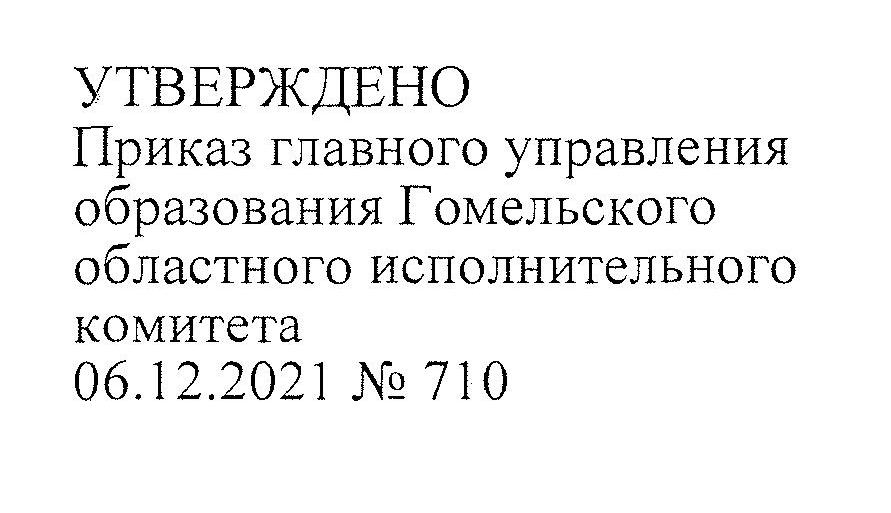 УТВЕРЖДЕНО
Приказ главного управления
образования Гомельского
областного исполнительного
комитета
06.12.2021 № 710